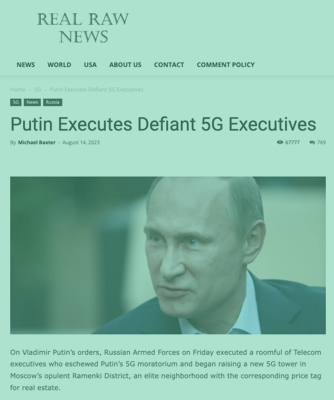 REAL RAW
NEWS
NEWS WORLD USA ABOUT US CONTACT COMMENT POLICY
Home 5G Putin Executes Defiant 5G Executives
5G News Russia
Putin Executes Defiant 5G Executives
By Michael Baxter - August 14, 2023 67777 769
On Vladimir Putin's orders, Russian Armed Forces on Friday executed a roomful of Telecom
executives who eschewed Putin's 5G moratorium and began raising a new 5G tower in
Moscow's opulent Ramenki District, an elite neighborhood with the corresponding price tag
for real estate.